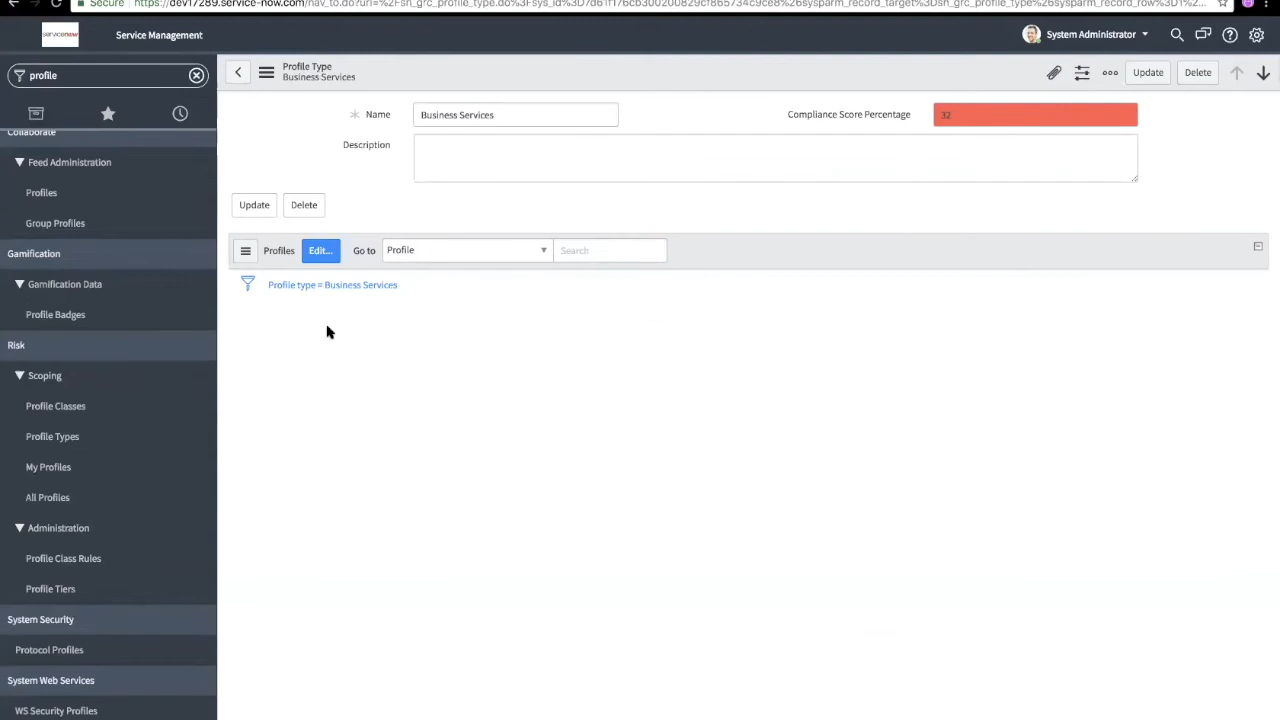 Secure https://dev17289.service-now.com/nav_to.do?uri=%2Fsn_grc_profile_type.do%3Fsys_id%3D7d61f176cb300200829cf865734c9ce8%26sysparm_record_target%3Dsn_grc_profile_type%26sysparm_record_row%3D1%2...
servicenow
Service Management
System Administrator
profile
Profile Type
Business Services
Update
Delete
Name
Business Services
Compliance Score Percentage
32
Description
Update
Delete
Profiles
Edit...
Go to
Profile
Search
Profile type = Business Services
Collaborate
Feed Administration
Profiles
Group Profiles
Gamification
Gamification Data
Profile Badges
Risk
Scoping
Profile Classes
Profile Types
My Profiles
All Profiles
Administration
Profile Class Rules
Profile Tiers
System Security
Protocol Profiles
System Web Services
WS Security Profiles